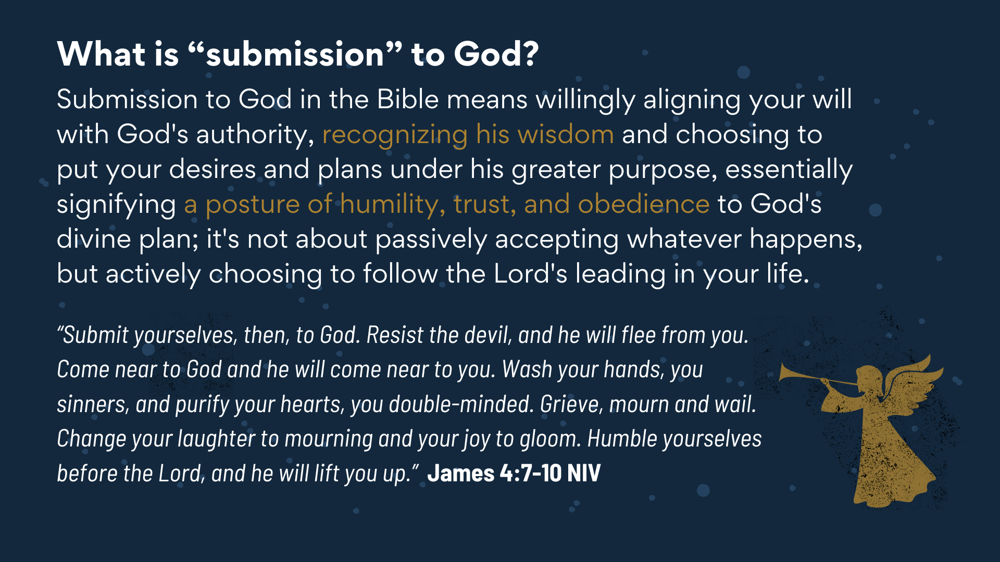 What is “submission” to God?
Submission to God in the Bible means willingly aligning your will
with God's authority, recognizing his wisdom and choosing to
put your desires and plans under his greater purpose, essentially
signifying a posture of humility, trust, and obedience to God's
divine plan; it's not about passively accepting whatever happens,
but actively choosing to follow the Lord's leading in your life.
“Submit yourselves, then, to God. Resist the devil, and he will flee from you.
Come near to God and he will come near to you. Wash your hands, you
sinners, and purify your hearts, you double-minded. Grieve, mourn and wail.
Change your laughter to mourning and your joy to gloom. Humble yourselves
before the Lord, and he will lift you up.” James 4:7-10 NIV